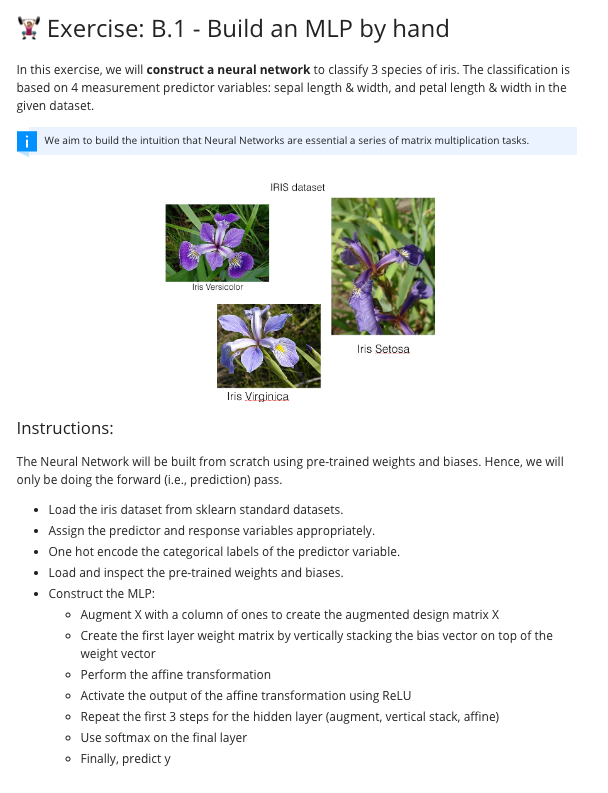 Exercise: B.1 - Build an MLP by hand
In this exercise, we will construct a neural network to classify 3 species of iris. The classification is
based on 4 measurement predictor variables: sepal length & width, and petal length & width in the
given dataset.
i We aim to build the intuition that Neural Networks are essential a series of matrix multiplication tasks.
IRIS dataset
Iris Versicolor
Iris Setosa
Iris Virginica
Instructions:
The Neural Network will be built from scratch using pre-trained weights and biases. Hence, we will
only be doing the forward (i.e., prediction) pass.
• Load the iris dataset from sklearn standard datasets.
• Assign the predictor and response variables appropriately.
• One hot encode the categorical labels of the predictor variable.
• Load and inspect the pre-trained weights and biases.
• Construct the MLP:
◦ Augment X with a column of ones to create the augmented design matrix X
◦ Create the first layer weight matrix by vertically stacking the bias vector on top of the
weight vector
◦ Perform the affine transformation
◦ Activate the output of the affine transformation using ReLU
◦ Repeat the first 3 steps for the hidden layer (augment, vertical stack, affine)
◦ Use softmax on the final layer
◦ Finally, predict y